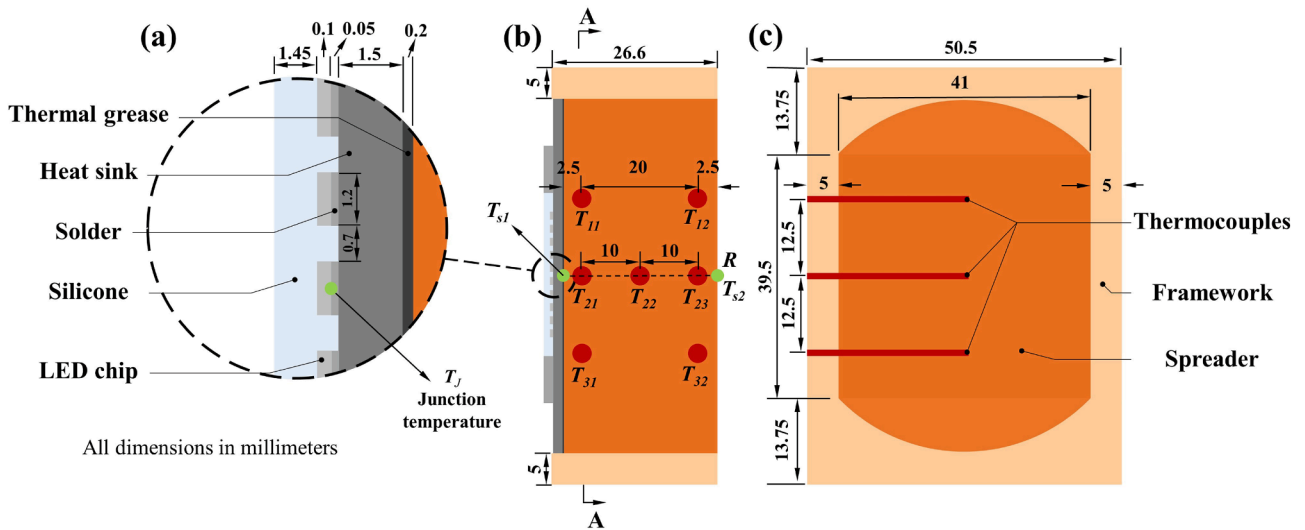 (a)
0.1
0.05
1.45
1.5
0.2
Thermal grease
Heat sink
Solder
Silicone
LED chip
1.2
0.7
T_J
Junction
temperature
All dimensions in millimeters
(b)
A
26.6
5
2.5
20
2.5
T_s1
T_11
T_12
10
10
R
T_21
T_22
T_23
T_s2
T_31
T_32
5
A
(c)
50.5
41
13.75
5
5
12.5
39.5
12.5
13.75
Thermocouples
Framework
Spreader